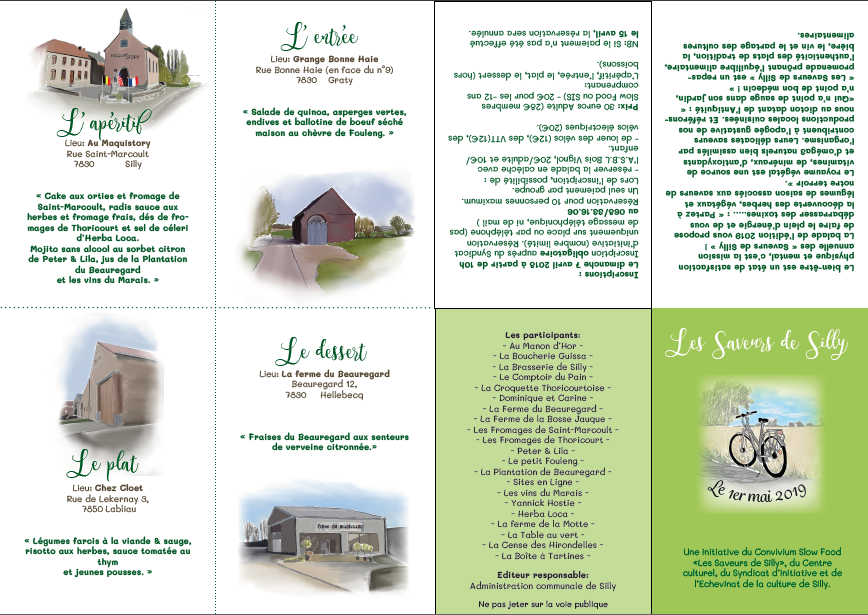 MAQUISTORY
L'apéritif
Lieu: Au Maquistory
Rue Saint-Marcoult
7830 Silly
« Cake aux orties et fromage de
Saint-Marcoult, radis sauce aux
herbes et fromage frais, dés de fro-
mages de Thoricourt et sel de céleri
d'Herba Loca.
Mojito sans alcool au sorbet citron
de Peter & Lila, jus de la Plantation
du Beauregard
et les vins du Marais. »
L'entrée
Lieu: Grange Bonne Haie
Rue Bonne Haie (en face du n°9)
7830 Graty
« Salade de quinoa, asperges vertes,
endives et ballotine de boeuf séché
maison au chèvre de Fouleng. »
Inscriptions :
Le dimanche 7 avril 2018 à partir de 10h
Inscription obligatoire auprès du Syndicat
d'Initiative (nombre limité). Réservation
uniquement sur place ou par téléphone (pas
de message téléphonique, ni de mail )
au 068/33.16.06
Réservation pour 10 personnes maximum.
Un seul paiement par groupe.
Lors de l'inscription, possibilité de :
- réserver la balade en calèche avec
l'A.S.B.L Bois Vignol, 20€/adulte et 10€/
enfant.
- de louer des vélos (12€), des VTT(12€), des
vélos électriques (20€).
Prix: 30 euros Adulte (25€ membres
Slow Food ou SIS) - 20€ pour les -12 ans
comprenant:
L'apéritif, l'entrée, le plat, le dessert (hors
boissons).
NB: Si le paiement n'a pas été effectué
le 15 avril, la réservation sera annulée.
Le bien-être est un état de satisfaction
physique et mental, c'est la mission
annuelle des « Saveurs de Silly » !
La balade de l'édition 2019 vous propose
de faire le plein d'énergie et de vous
débarrasser des toxines..... : « Partez à
la découverte des herbes, végétaux et
légumes de saison associés aux saveurs de
notre terroir ».
Le royaume végétal est une source de
vitamines, de minéraux, d'antioxydants
et d'oméga3 naturels bien assimilés par
l'organisme. Leurs délicates saveurs
contribuent à l'apogée gustative de nos
productions locales cuisinées. Et référons-
nous au dicton datant de l'Antiquité : «
«Qui n'a point de sauge dans son jardin,
n'a point de bon médecin ! »
« Les Saveurs de Silly » est un repas-
promenade prônant l'équilibre alimentaire,
l'authenticité des plats de tradition, la
bière, le vin et le partage des cultures
alimentaires.
Le plat
Lieu: Chez Cloet
Rue de Lekernay 3,
7850 Labliau
« Légumes farcis à la viande & sauge,
risotto aux herbes, sauce tomatée au
thym
et jeunes pousses. »
Le dessert
Lieu: La ferme du Beauregard
Beauregard 12,
7830 Hellebecq
« Fraises du Beauregard aux senteurs
de verveine citronnée.»
FERME DU BEAUREGARD
Les participants:
- Au Manon d'Hor -
- La Boucherie Guissa -
- La Brasserie de Silly -
- Le Comptoir du Pain -
- La Croquette Thoricourtoise -
- Dominique et Carine -
- La Ferme du Beauregard -
- La Ferme de la Bosse Jauque -
- Les Fromages de Saint-Marcoult -
- Les Fromages de Thoricourt -
- Peter & Lila -
- Le petit Fouleng -
- La Plantation de Beauregard -
- Sites en Ligne -
- Les vins du Marais -
- Yannick Hostie -
- Herba Loca -
- La ferme de la Motte -
- La Table au vert -
- La Cense des Hirondelles -
- La Boîte à Tartines -
Editeur responsable:
Administration communale de Silly
Ne pas jeter sur la voie publique
Les Saveurs de Silly
Le 1er mai 2019
Une initiative du Convivium Slow Food
«Les Saveurs de Silly», du Centre
culturel, du Syndicat d'Initiative et de
l'Echevinat de la culture de Silly.